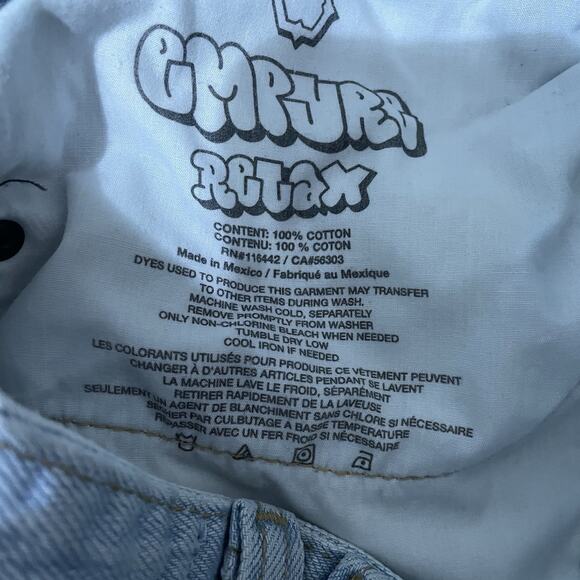 EMPYRE
Relax
CONTENT: 100% COTTON
CONTENU: 100 % COTON
RN#116442 / CA#56303
Made in Mexico / Fabriqué au Mexique
DYES USED TO PRODUCE THIS GARMENT MAY TRANSFER
TO OTHER ITEMS DURING WASH.
MACHINE WASH COLD, SEPARATELY
REMOVE PROMPTLY FROM WASHER
ONLY NON-CHLORINE BLEACH WHEN NEEDED
TUMBLE DRY LOW
COOL IRON IF NEEDED
LES COLORANTS UTILISÉS POUR PRODUIRE CE VÊTEMENT PEUVENT
CHANGER À D'AUTRES ARTICLES PENDANT SE LAVENT
LA MACHINE LAVE LE FROID, SÉPARÉMENT
RETIRER RAPIDEMENT DE LA LAVEUSE
SEULEMENT UN AGENT DE BLANCHIMENT SANS CHLORE SI NÉCESSAIRE
SÉCHER PAR CULBUTAGE A BASSE TEMPÉRATURE
REPASSER AVEC UN FER FROID SI NÉCESSAIRE